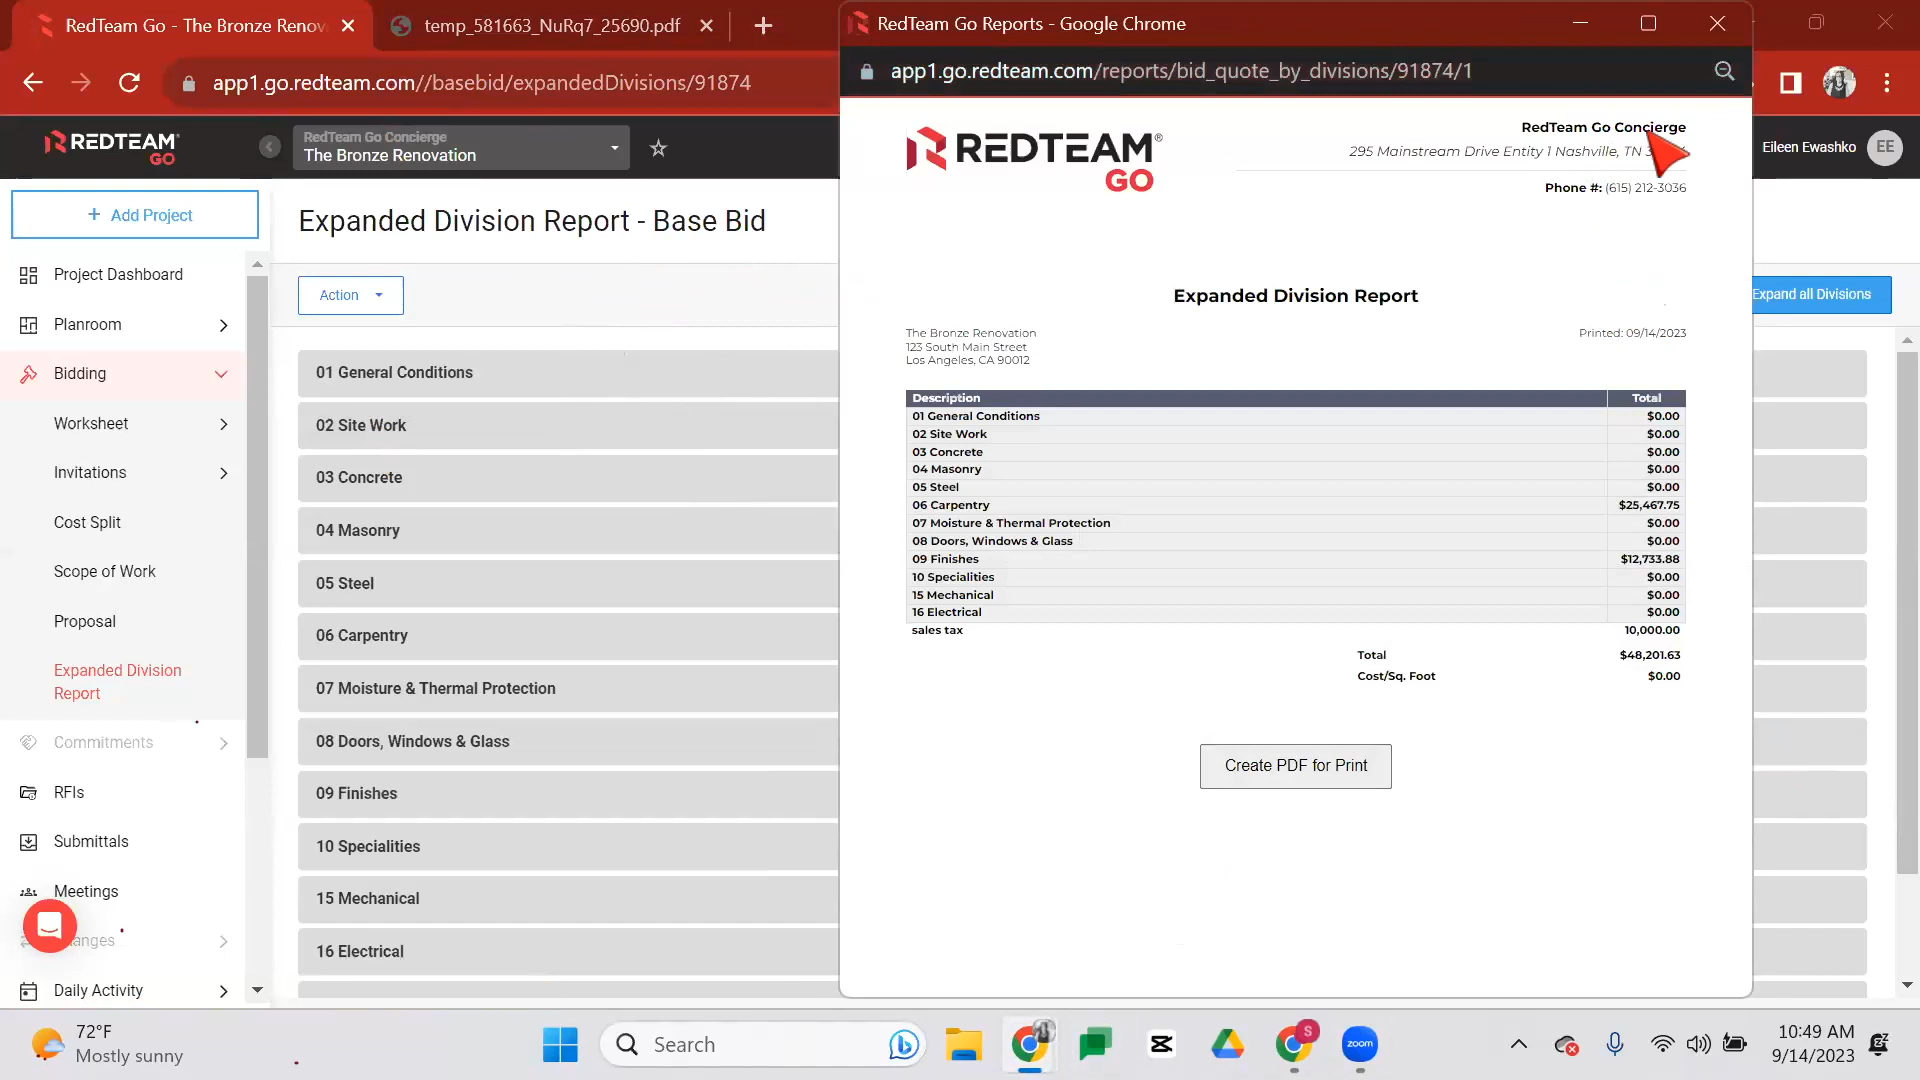 RedTeam Go - The Bronze Renov
temp_581663_NuRq7_25690.pdf
app1.go.redteam.com//basebid/expandedDivisions/91874
RedTeam Go Reports - Google Chrome
app1.go.redteam.com/reports/bid_quote_by_divisions/91874/1
REDTEAM GO
RedTeam Go Concierge
The Bronze Renovation
Eileen Ewashko
EE
+ Add Project
Project Dashboard
Planroom
Bidding
Worksheet
Invitations
Cost Split
Scope of Work
Proposal
Expanded Division
Report
Commitments
RFIs
Submittals
Meetings
anges
Daily Activity
Expanded Division Report - Base Bid
Action
Expand all Divisions
01 General Conditions
02 Site Work
03 Concrete
04 Masonry
05 Steel
06 Carpentry
07 Moisture & Thermal Protection
08 Doors, Windows & Glass
09 Finishes
10 Specialities
15 Mechanical
16 Electrical
REDTEAM®
GO
RedTeam Go Concierge
295 Mainstream Drive Entity 1 Nashville, TN
Phone #: (615) 212-3036
Expanded Division Report
The Bronze Renovation
123 South Main Street
Los Angeles, CA 90012
Printed: 09/14/2023
Description Total
01 General Conditions $0.00
02 Site Work $0.00
03 Concrete $0.00
04 Masonry $0.00
05 Steel $0.00
06 Carpentry $25,467.75
07 Moisture & Thermal Protection $0.00
08 Doors, Windows & Glass $0.00
09 Finishes $12,733.88
10 Specialities $0.00
15 Mechanical $0.00
16 Electrical $0.00
sales tax 10,000.00
Total $48,201.63
Cost/Sq. Foot $0.00
Create PDF for Print
72°F
Mostly sunny
Search
S
zoom
10:49 AM
9/14/2023